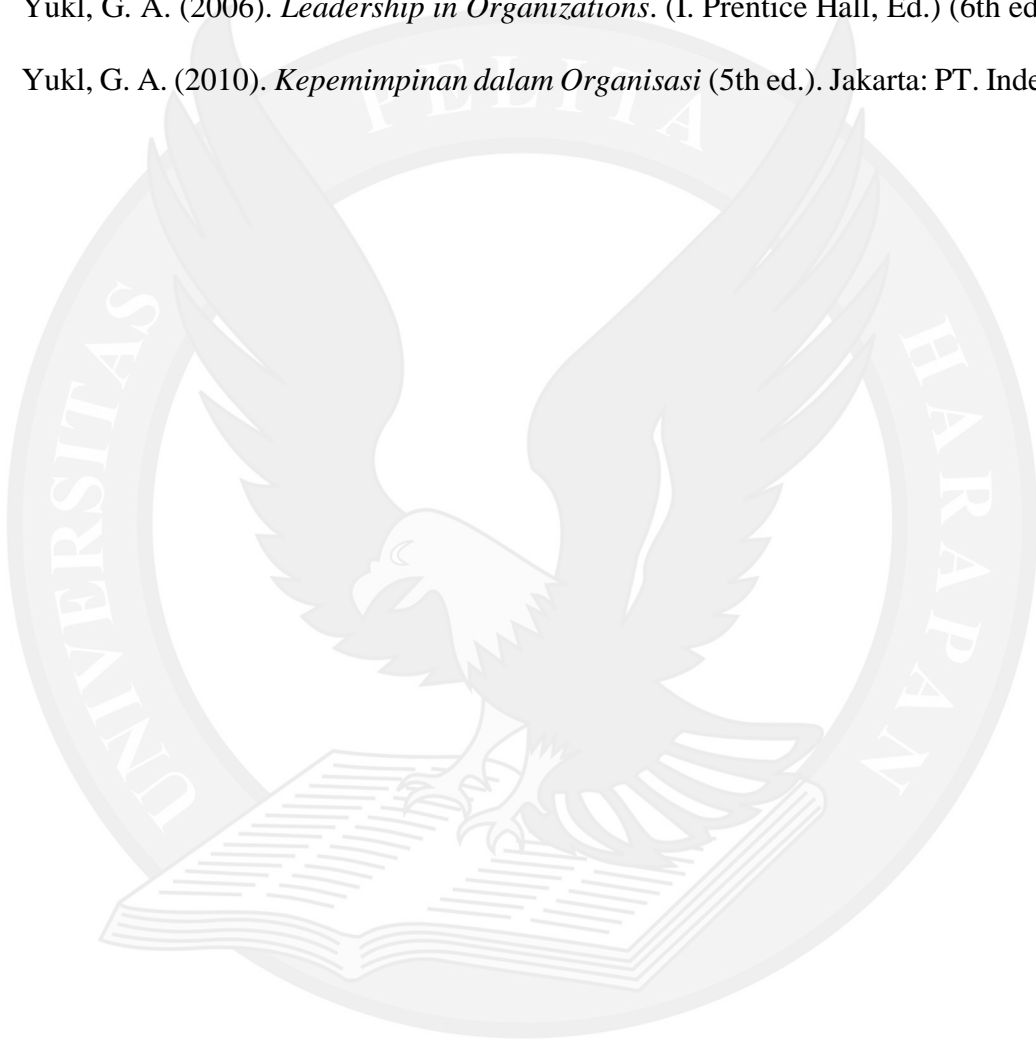 Yukl, G. A. (2006). Leadership in Organizations. (I. Prentice Hall, Ed.) (6th ed
Yukl, G. A. (2010). Kepemimpinan dalam Organisasi (5th ed.). Jakarta: PT. Inde
UNIVERSITAS PELITA HARAPAN